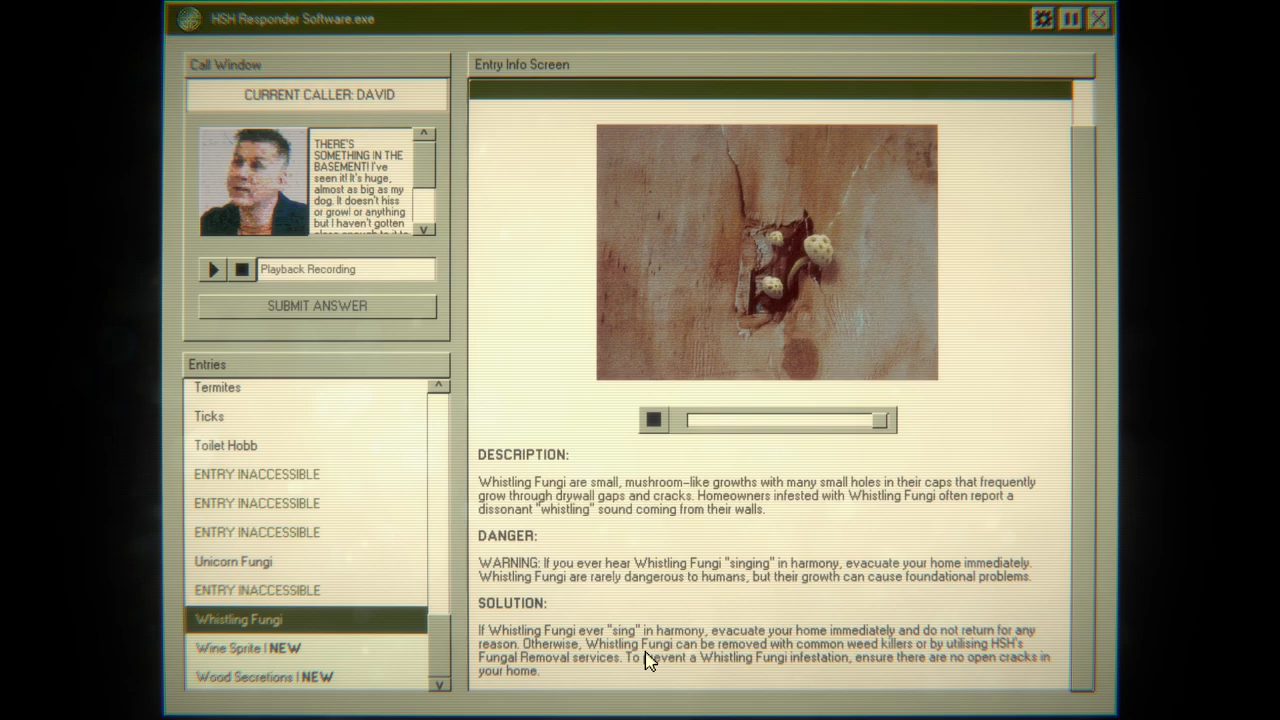 HSH Responder Software.exe
Call Window
CURRENT CALLER: DAVID
THERE'S
SOMETHING IN THE
BASEMENT! I've
seen it! It's huge,
almost as big as my
dog. It doesn't hiss
or growl or anything
but I haven't gotten
close enough to it to
Playback Recording
SUBMIT ANSWER
Entries
Termites
Ticks
Toilet Hobb
ENTRY INACCESSIBLE
ENTRY INACCESSIBLE
ENTRY INACCESSIBLE
Unicorn Fungi
ENTRY INACCESSIBLE
Whistling Fungi
Wine Sprite | NEW
Wood Secretions | NEW
Entry Info Screen
DESCRIPTION:
Whistling Fungi are small, mushroom-like growths with many small holes in their caps that frequently
grow through drywall gaps and cracks. Homeowners infested with Whistling Fungi often report a
dissonant "whistling" sound coming from their walls.
DANGER:
WARNING: If you ever hear Whistling Fungi "singing" in harmony, evacuate your home immediately.
Whistling Fungi are rarely dangerous to humans, but their growth can cause foundational problems.
SOLUTION:
If Whistling Fungi ever "sing" in harmony, evacuate your home immediately and do not return for any
reason. Otherwise, Whistling Fungi can be removed with common weed killers or by utilising HSH's
Fungal Removal services. To prevent a Whistling Fungi infestation, ensure there are no open cracks in
your home.